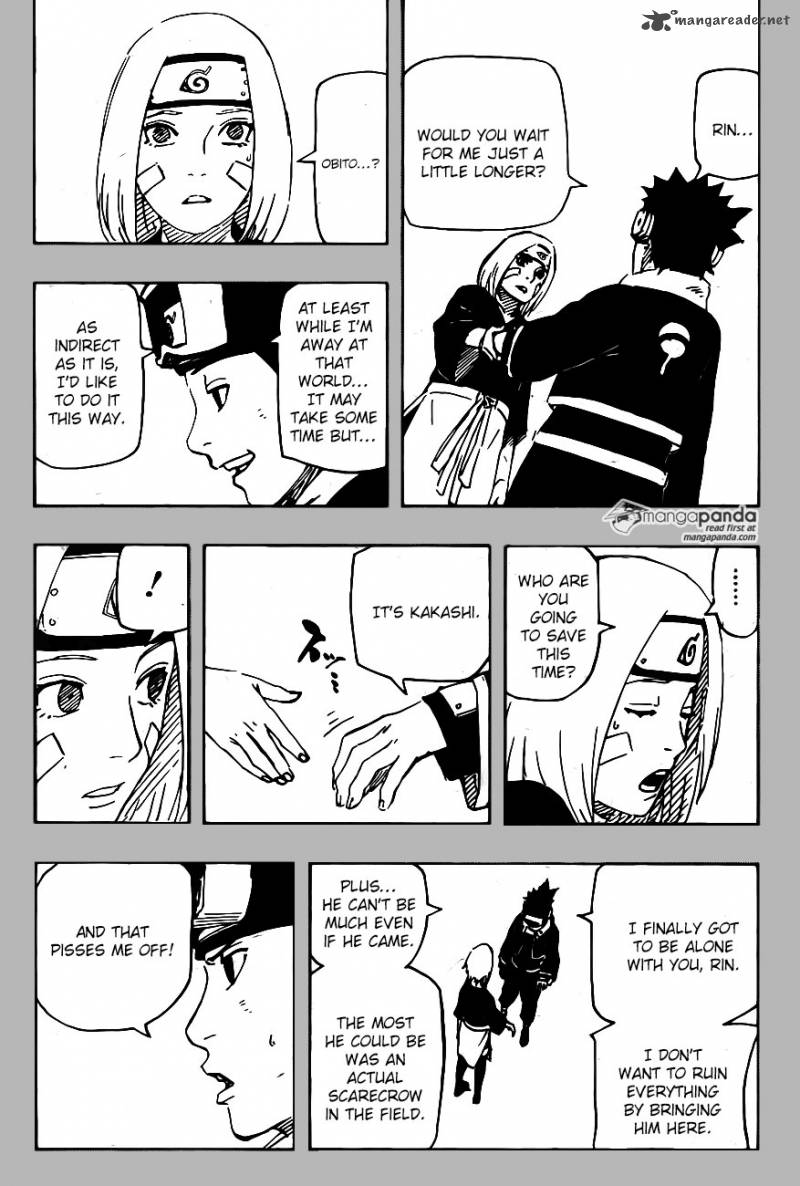 mangareader.net
RIN...
WOULD YOU WAIT
FOR ME JUST A
LITTLE LONGER?
OBITO...?
AT LEAST
WHILE I'M
AWAY AT
THAT
WORLD...
IT MAY
TAKE SOME
TIME BUT...
AS
INDIRECT
AS IT IS,
I'D LIKE
TO DO IT
THIS WAY.
mangapanda
read first at
mangapanda.com
........
WHO ARE
YOU
GOING
TO SAVE
THIS
TIME?
IT'S KAKASHI.
スッ...
!
I FINALLY GOT
TO BE ALONE
WITH YOU, RIN.
I DON'T
WANT TO RUIN
EVERYTHING
BY BRINGING
HIM HERE.
PLUS...
HE CAN'T BE
MUCH EVEN
IF HE CAME.
THE MOST
HE COULD BE
WAS AN
ACTUAL
SCARECROW
IN THE FIELD.
AND THAT
PISSES ME OFF!